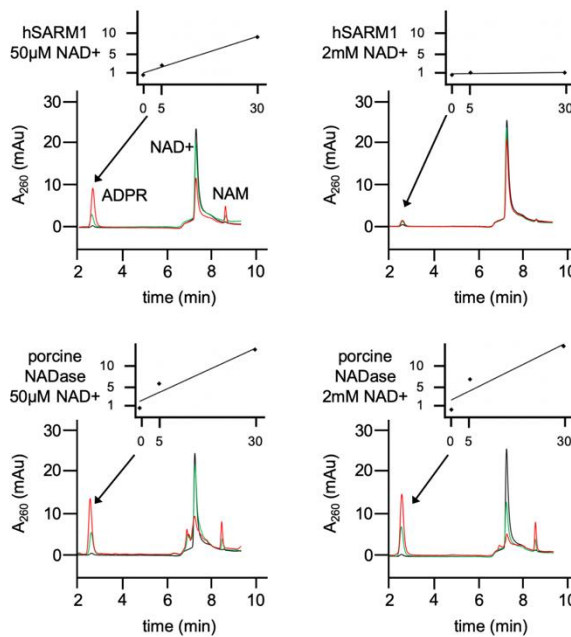 hSARM1
50μM NAD+
10
5
1
0 5 30
A260 (mAu)
30
20
10
0
ADPR
NAD+
NAM
2 4 6 8 10
time (min)
hSARM1
2mM NAD+
10
5
1
0 5 30
A260 (mAu)
30
20
10
0
2 4 6 8 10
time (min)
porcine
NADase
50μM NAD+
10
5
1
0 5 30
A260 (mAu)
30
20
10
0
2 4 6 8 10
time (min)
porcine
NADase
2mM NAD+
10
5
1
0 5 30
A260 (mAu)
30
20
10
0
2 4 6 8 10
time (min)